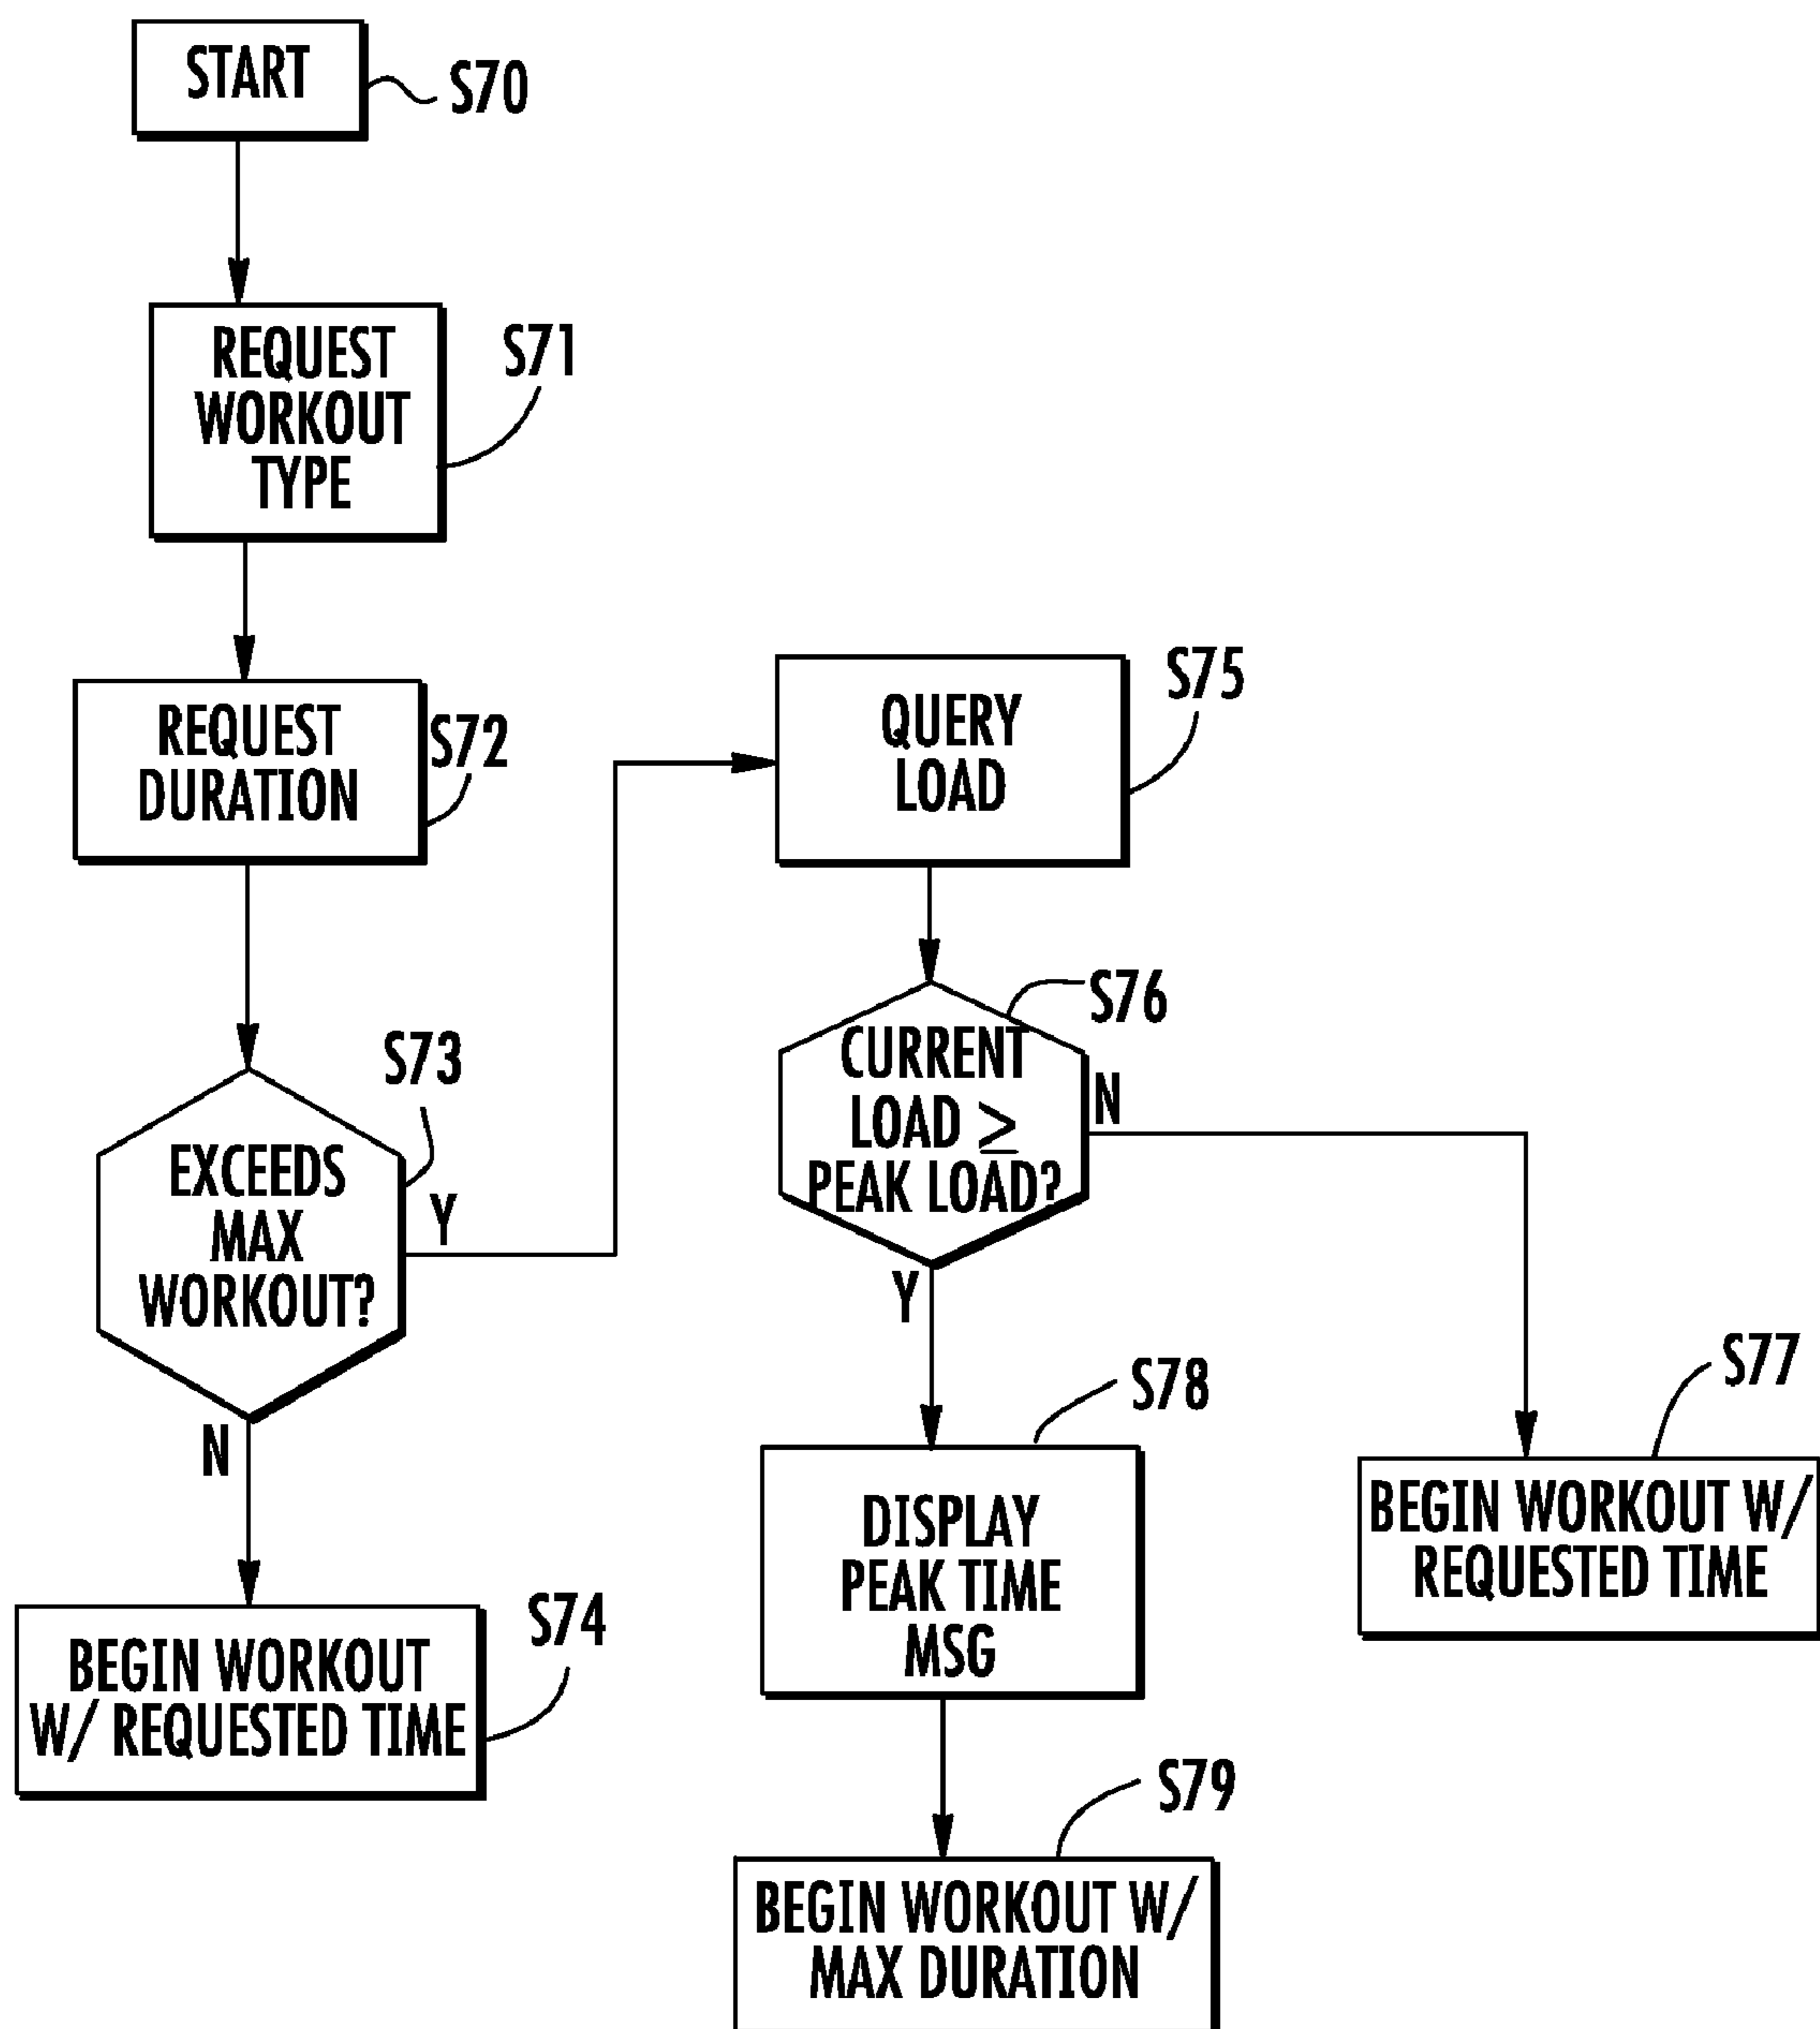 START
S70
REQUEST
WORKOUT
TYPE
S71
REQUEST
DURATION
S72
EXCEEDS
MAX
WORKOUT?
S73
Y
N
BEGIN WORKOUT
W/ REQUESTED TIME
S74
QUERY
LOAD
S75
CURRENT
LOAD ≥
PEAK LOAD?
S76
N
Y
BEGIN WORKOUT W/
REQUESTED TIME
S77
DISPLAY
PEAK TIME
MSG
S78
BEGIN WORKOUT W/
MAX DURATION
S79